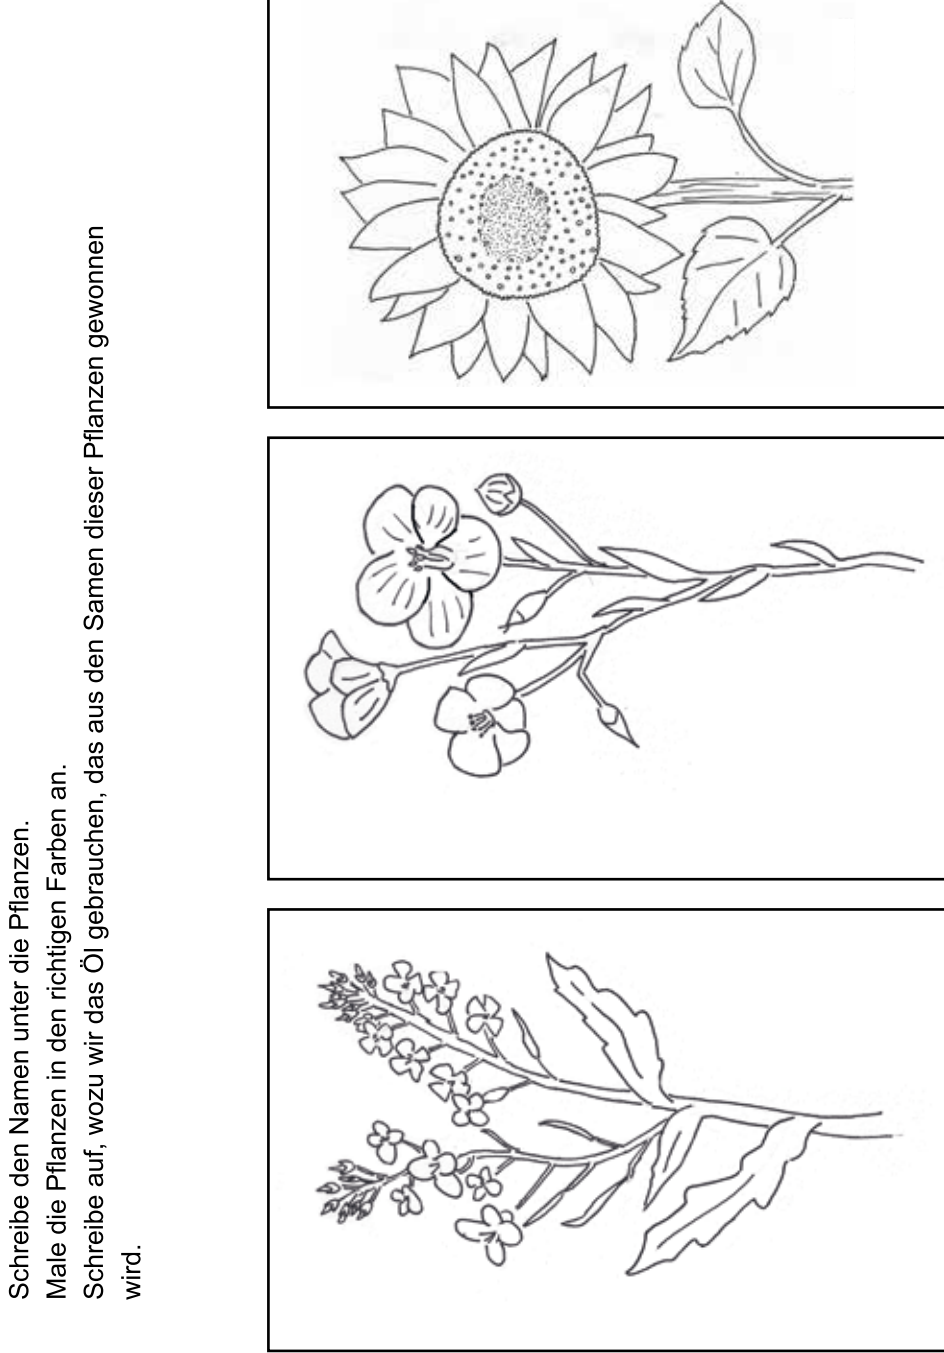 Schreibe den Namen unter die Pflanzen.
Male die Pflanzen in den richtigen Farben an.
Schreibe auf, wozu wir das Öl gebrauchen, das aus den Samen dieser Pflanzen gewonnen
wird.